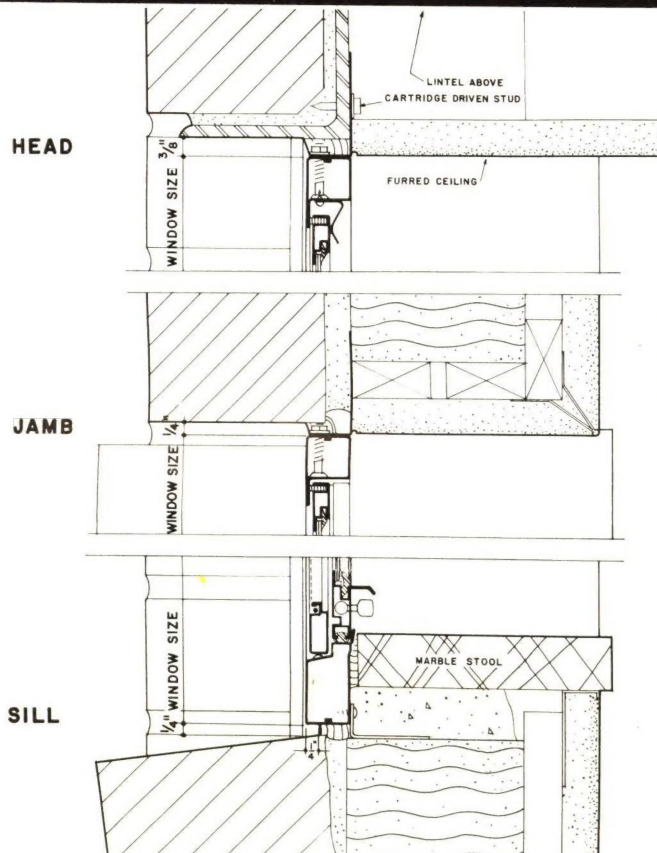 LINTEL ABOVE
CARTRIDGE DRIVEN STUD
HEAD
3/8"
WINDOW SIZE
FURRED CEILING
JAMB
1/4"
WINDOW SIZE
WINDOW SIZE
MARBLE STOOL
SILL
1/4"
1/4"